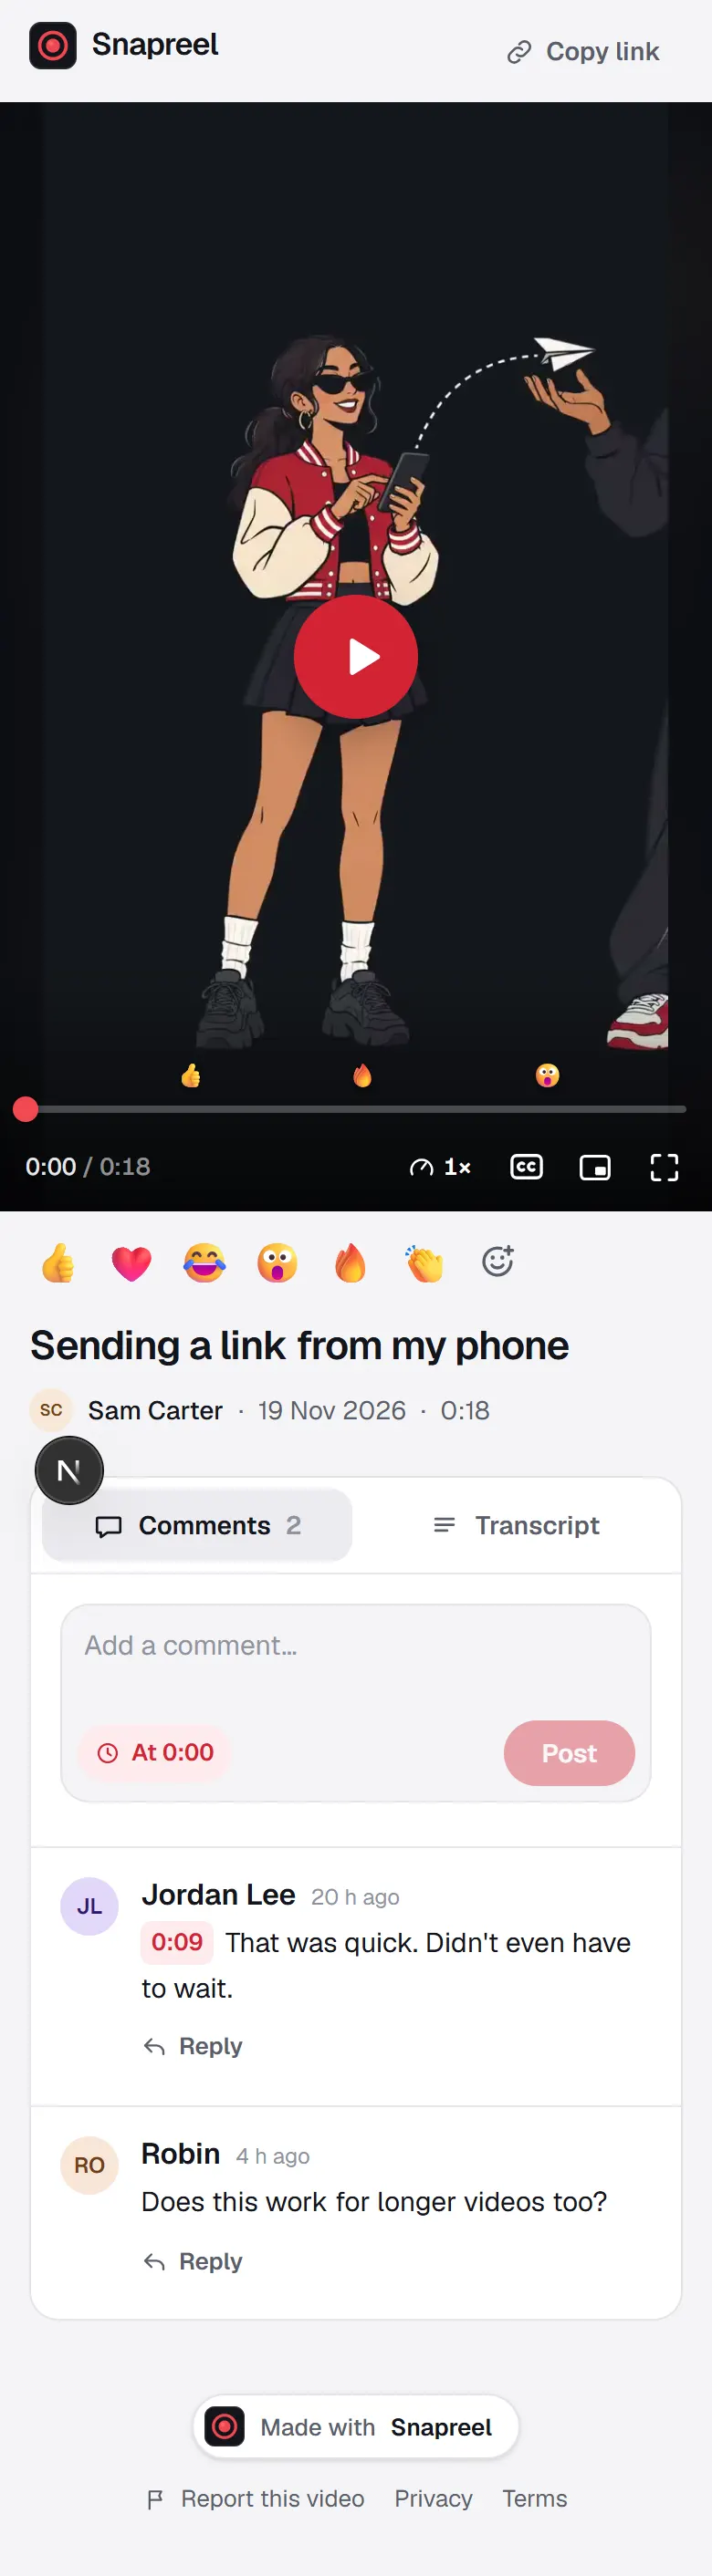 Snapreel
Copy link
0:00 / 0:18
1×
CC
Sending a link from my phone
SC Sam Carter · 19 Nov 2026 · 0:18
N
Comments 2
Transcript
Add a comment…
At 0:00
Post
JL
Jordan Lee 20 h ago
0:09 That was quick. Didn't even have
to wait.
Reply
RO
Robin 4 h ago
Does this work for longer videos too?
Reply
Made with Snapreel
Report this video Privacy Terms